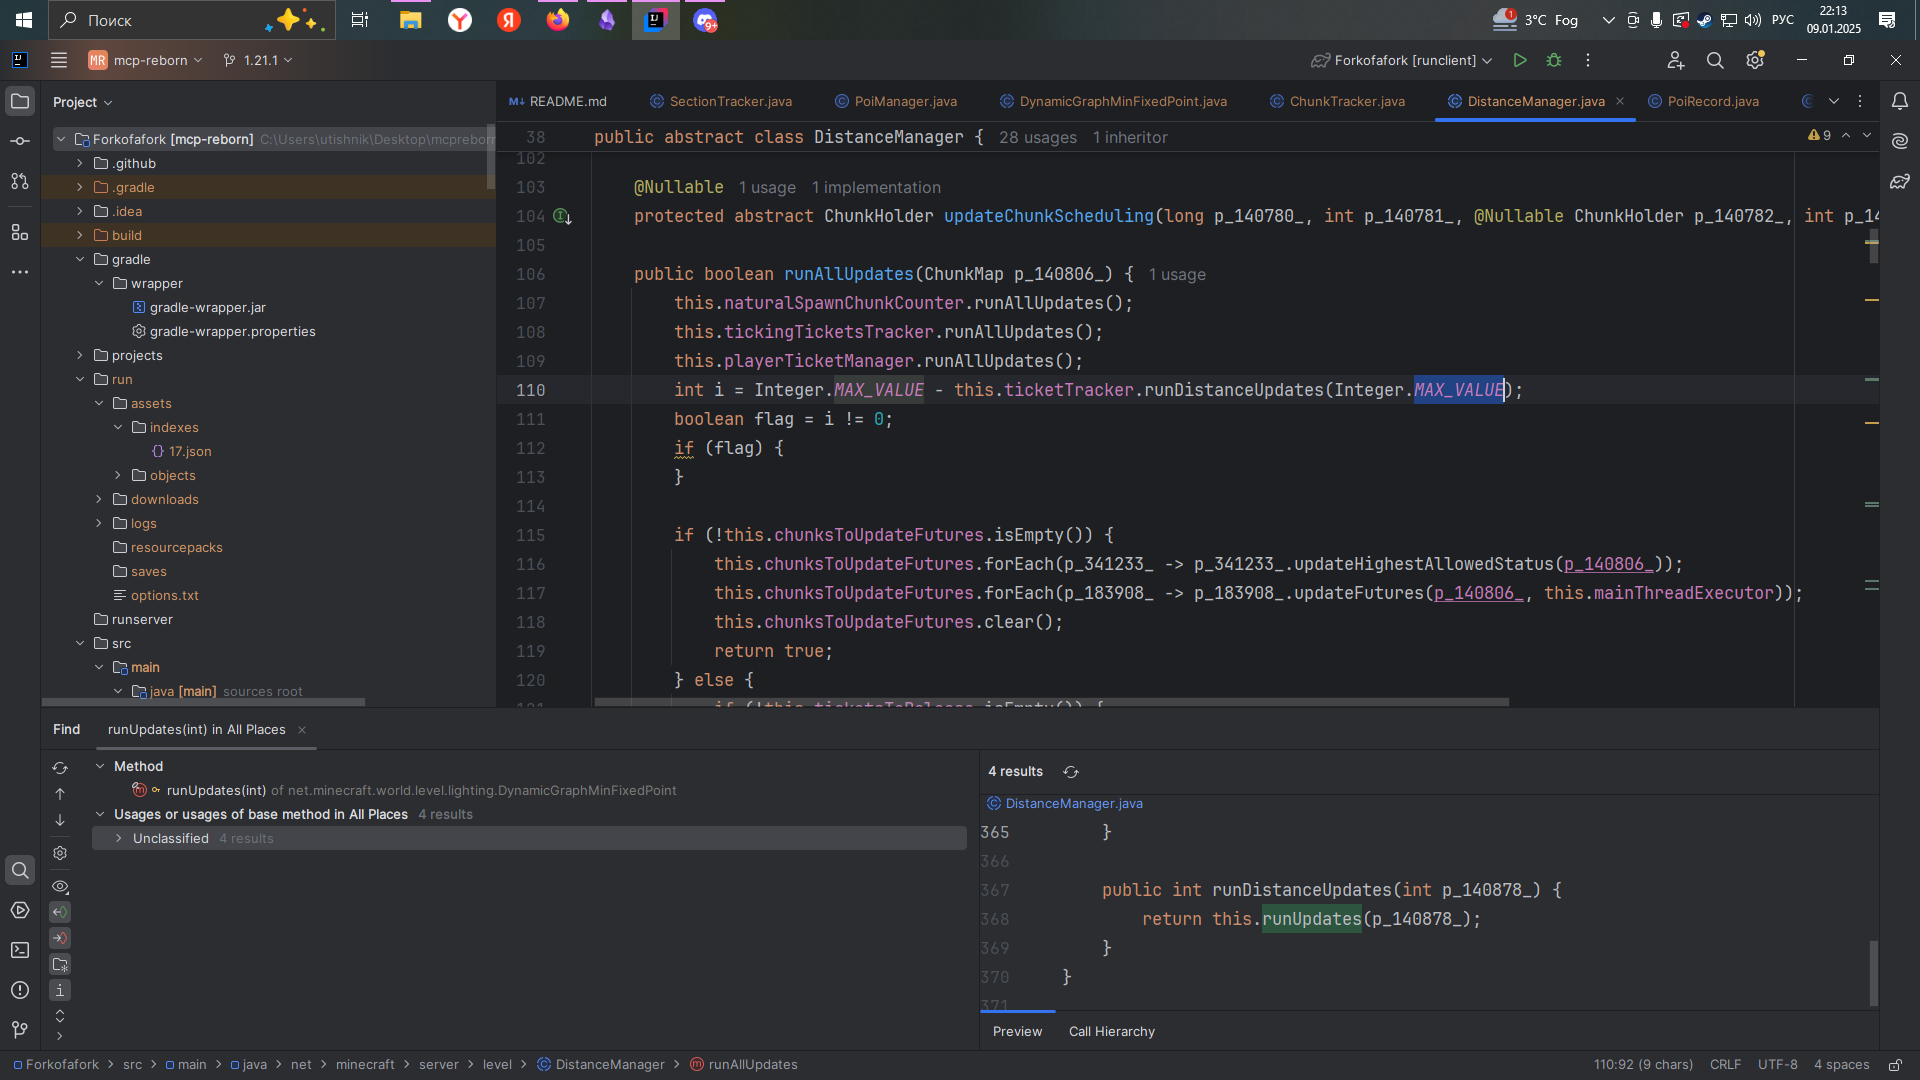 Поиск
Я
9+
1
3°C Fog
РУС
22:13
09.01.2025
MR mcp-reborn
1.21.1
Forkofafork [runclient]
Project
README.md
SectionTracker.java
PoiManager.java
DynamicGraphMinFixedPoint.java
ChunkTracker.java
DistanceManager.java
PoiRecord.java
Forkofafork [mcp-reborn] C:\Users\utishnik\Desktop\mcpreborn
.github
.gradle
.idea
build
gradle
wrapper
gradle-wrapper.jar
gradle-wrapper.properties
projects
run
assets
indexes
17.json
objects
downloads
logs
resourcepacks
saves
options.txt
runserver
src
main
java [main] sources root
38 public abstract class DistanceManager { 28 usages 1 inheritor
9
102
103 @Nullable 1 usage 1 implementation
104 protected abstract ChunkHolder updateChunkScheduling(long p_140780_, int p_140781_, @Nullable ChunkHolder p_140782_, int p_14
105
106 public boolean runAllUpdates(ChunkMap p_140806_) { 1 usage
107 this.naturalSpawnChunkCounter.runAllUpdates();
108 this.tickingTicketsTracker.runAllUpdates();
109 this.playerTicketManager.runAllUpdates();
110 int i = Integer.MAX_VALUE - this.ticketTracker.runDistanceUpdates(Integer.MAX_VALUE);
111 boolean flag = i != 0;
112 if (flag) {
113 }
114
115 if (!this.chunksToUpdateFutures.isEmpty()) {
116 this.chunksToUpdateFutures.forEach(p_341233_ -> p_341233_.updateHighestAllowedStatus(p_140806_));
117 this.chunksToUpdateFutures.forEach(p_183908_ -> p_183908_.updateFutures(p_140806_, this.mainThreadExecutor));
118 this.chunksToUpdateFutures.clear();
119 return true;
120 } else {
121 if (!this.ticketsToRelease.isEmpty()) {
Find
runUpdates(int) in All Places
Method
runUpdates(int) of net.minecraft.world.level.lighting.DynamicGraphMinFixedPoint
Usages or usages of base method in All Places 4 results
Unclassified 4 results
4 results
DistanceManager.java
365 }
366
367 public int runDistanceUpdates(int p_140878_) {
368 return this.runUpdates(p_140878_);
369 }
370 }
371
Preview
Call Hierarchy
Forkofafork > src > main > java > net > minecraft > server > level > DistanceManager > runAllUpdates
110:92 (9 chars)
CRLF
UTF-8
4 spaces